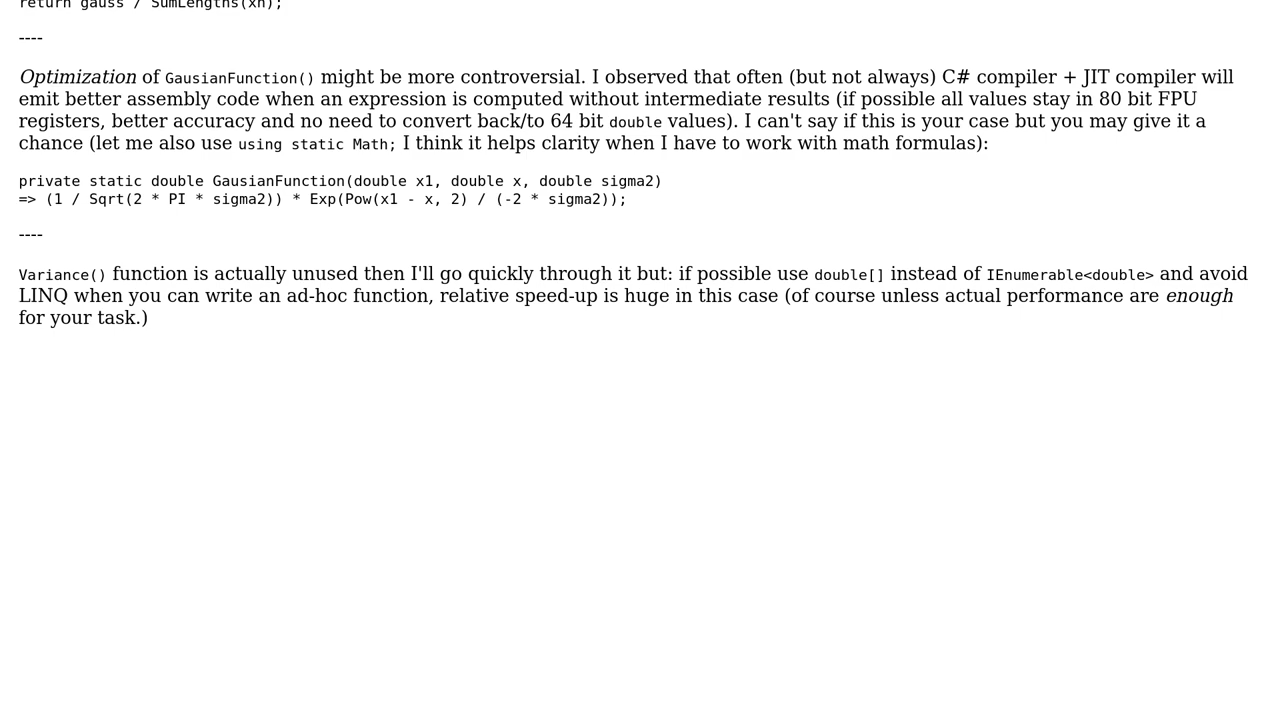 return gauss / SumLengths(xn);
----
Optimization of GausianFunction() might be more controversial. I observed that often (but not always) C# compiler + JIT compiler will
emit better assembly code when an expression is computed without intermediate results (if possible all values stay in 80 bit FPU
registers, better accuracy and no need to convert back/to 64 bit double values). I can't say if this is your case but you may give it a
chance (let me also use using static Math; I think it helps clarity when I have to work with math formulas):
private static double GausianFunction(double x1, double x, double sigma2)
=> (1 / Sqrt(2 * PI * sigma2)) * Exp(Pow(x1 - x, 2) / (-2 * sigma2));
----
Variance() function is actually unused then I'll go quickly through it but: if possible use double[] instead of IEnumerable<double> and avoid
LINQ when you can write an ad-hoc function, relative speed-up is huge in this case (of course unless actual performance are enough
for your task.)